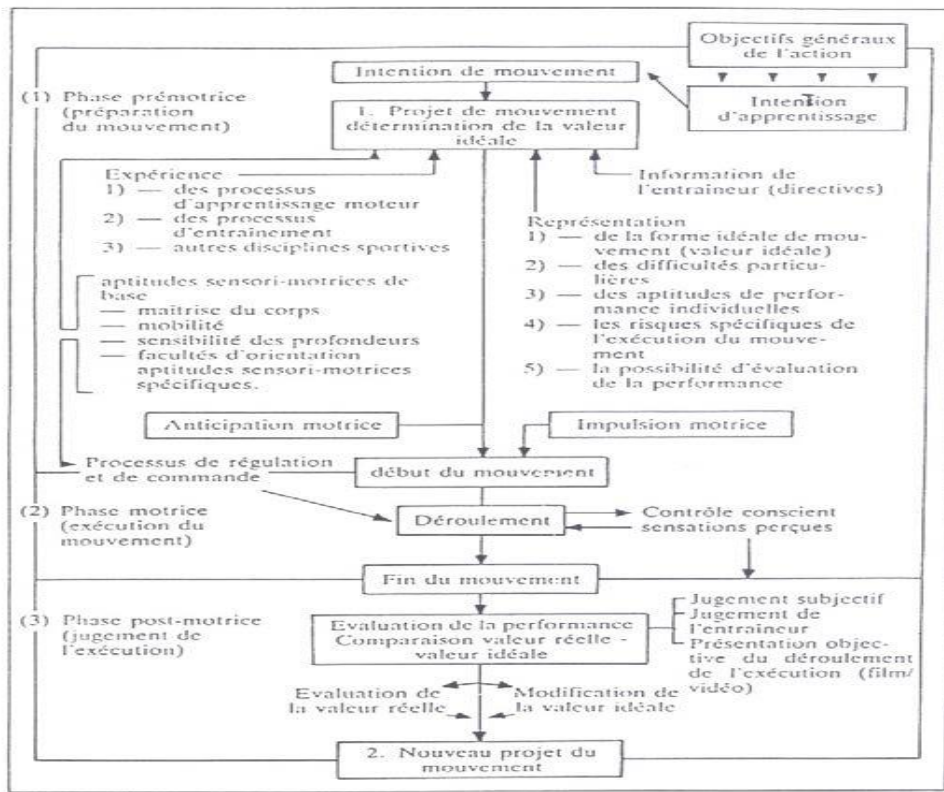 Objectifs généraux
de l'action
Intention de mouvement
(1) Phase prémotrice
(préparation
du mouvement)
1. Projet de mouvement
détermination de la valeur
idéale
Intention
d'apprentissage
Expérience
1) — des processus
d'apprentissage moteur
2) — des processus
d'entraînement
3) — autres disciplines sportives
Information de
l'entraîneur (directives)
Représentation
1) — de la forme idéale de mou-
vement (valeur idéale)
2) — des difficultés particu-
lières
3) — des aptitudes de perfor-
mance individuelles
4) — les risques spécifiques de
l'exécution du mouve-
ment
5) — la possibilité d'évaluation
de la performance
aptitudes sensori-motrices de
base
— maîtrise du corps
— mobilité
— sensibilité des profondeurs
— facultés d'orientation
aptitudes sensori-motrices
spécifiques.
Anticipation motrice
Impulsion motrice
Processus de régulation
et de commande
début du mouvement
(2) Phase motrice
(exécution du
mouvement)
Déroulement
Contrôle conscient
sensations perçues
Fin du mouvement
(3) Phase post-motrice
(jugement de
l'exécution)
Evaluation de la performance
Comparaison valeur réelle -
valeur idéale
Jugement subjectif
Jugement de
l'entraîneur
Présentation objec-
tive du déroulement
de l'exécution (film/
vidéo)
Evaluation de
la valeur réelle
Modification de
la valeur idéale
2. Nouveau projet du
mouvement